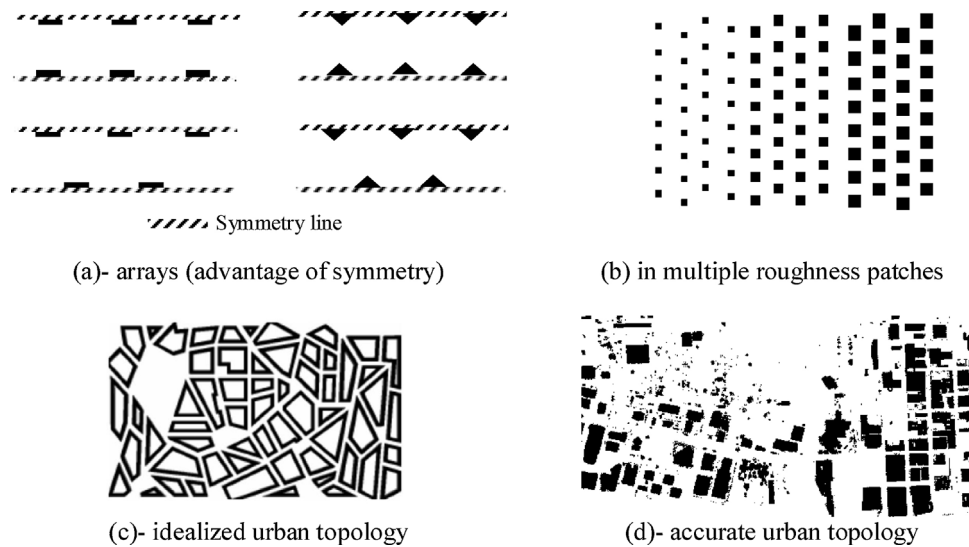 Symmetry line
(a)- arrays (advantage of symmetry)
(b) in multiple roughness patches
(c)- idealized urban topology
(d)- accurate urban topology